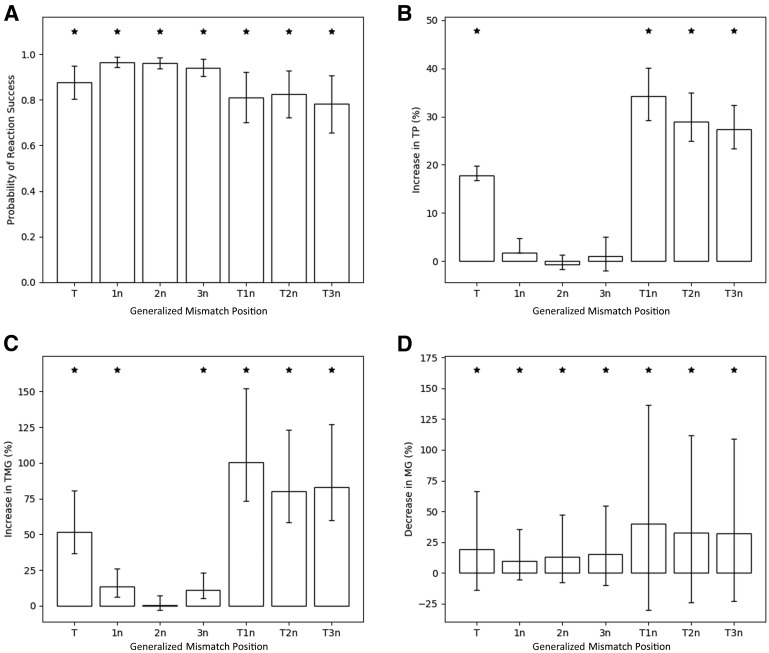 A
B
Probability of Reaction Success
1.0
0.8
0.6
0.4
0.2
0.0
T 1n 2n 3n T1n T2n T3n
Generalized Mismatch Position
Increase in TP (%)
50
40
30
20
10
0
T 1n 2n 3n T1n T2n T3n
Generalized Mismatch Position
C
D
Increase in TMG (%)
150
125
100
75
50
25
0
T 1n 2n 3n T1n T2n T3n
Generalized Mismatch Position
Decrease in MG (%)
175
150
125
100
75
50
25
0
−25
T 1n 2n 3n T1n T2n T3n
Generalized Mismatch Position